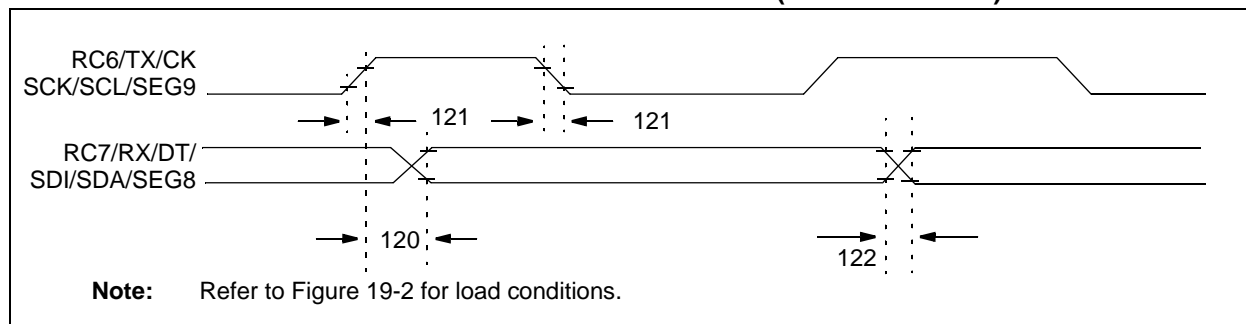 RC6/TX/CK
SCK/SCL/SEG9
121
121
RC7/RX/DT/
SDI/SDA/SEG8
120
122
Note: Refer to Figure 19-2 for load conditions.